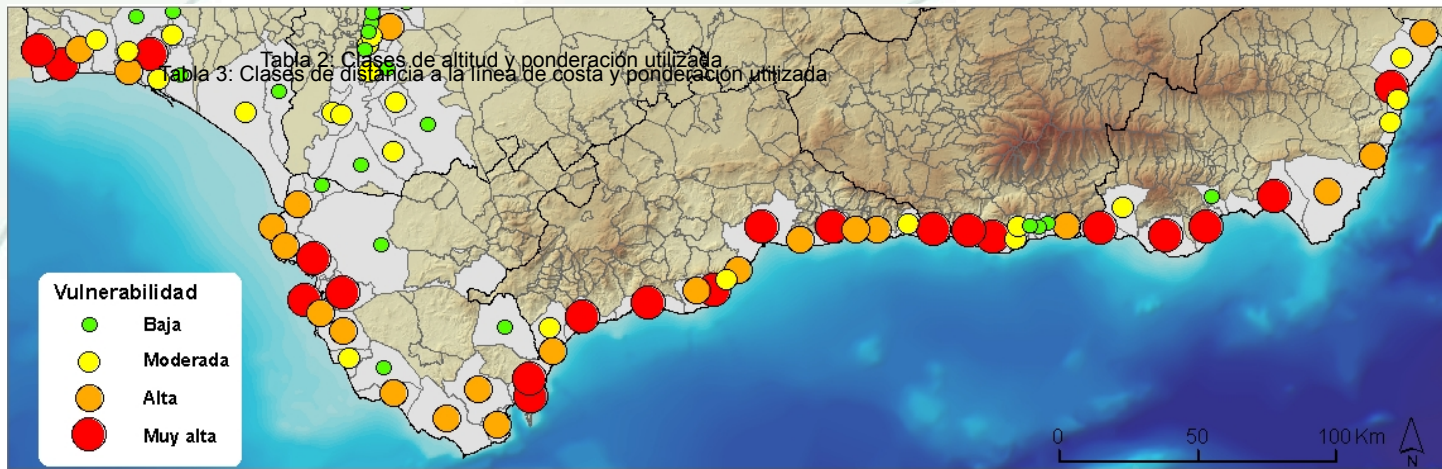 Tabla 2: Clases de altitud y ponderación utilizada
Tabla 3: Clases de distancia a la línea de costa y ponderación utilizada
Vulnerabilidad
Baja
Moderada
Alta
Muy alta
0 50 100 Km
N